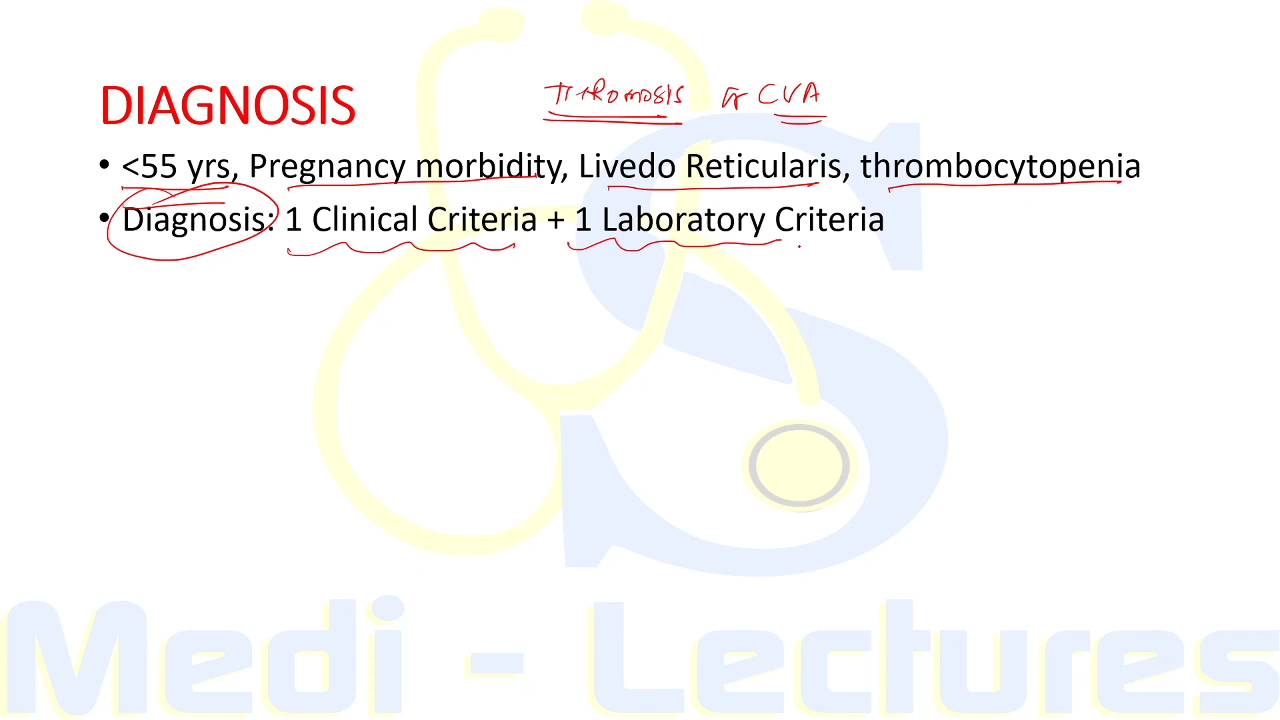 DIAGNOSIS
THROMOSIS or CVA
• <55 yrs, Pregnancy morbidity, Livedo Reticularis, thrombocytopenia
• Diagnosis: 1 Clinical Criteria + 1 Laboratory Criteria
Medi - Lectures